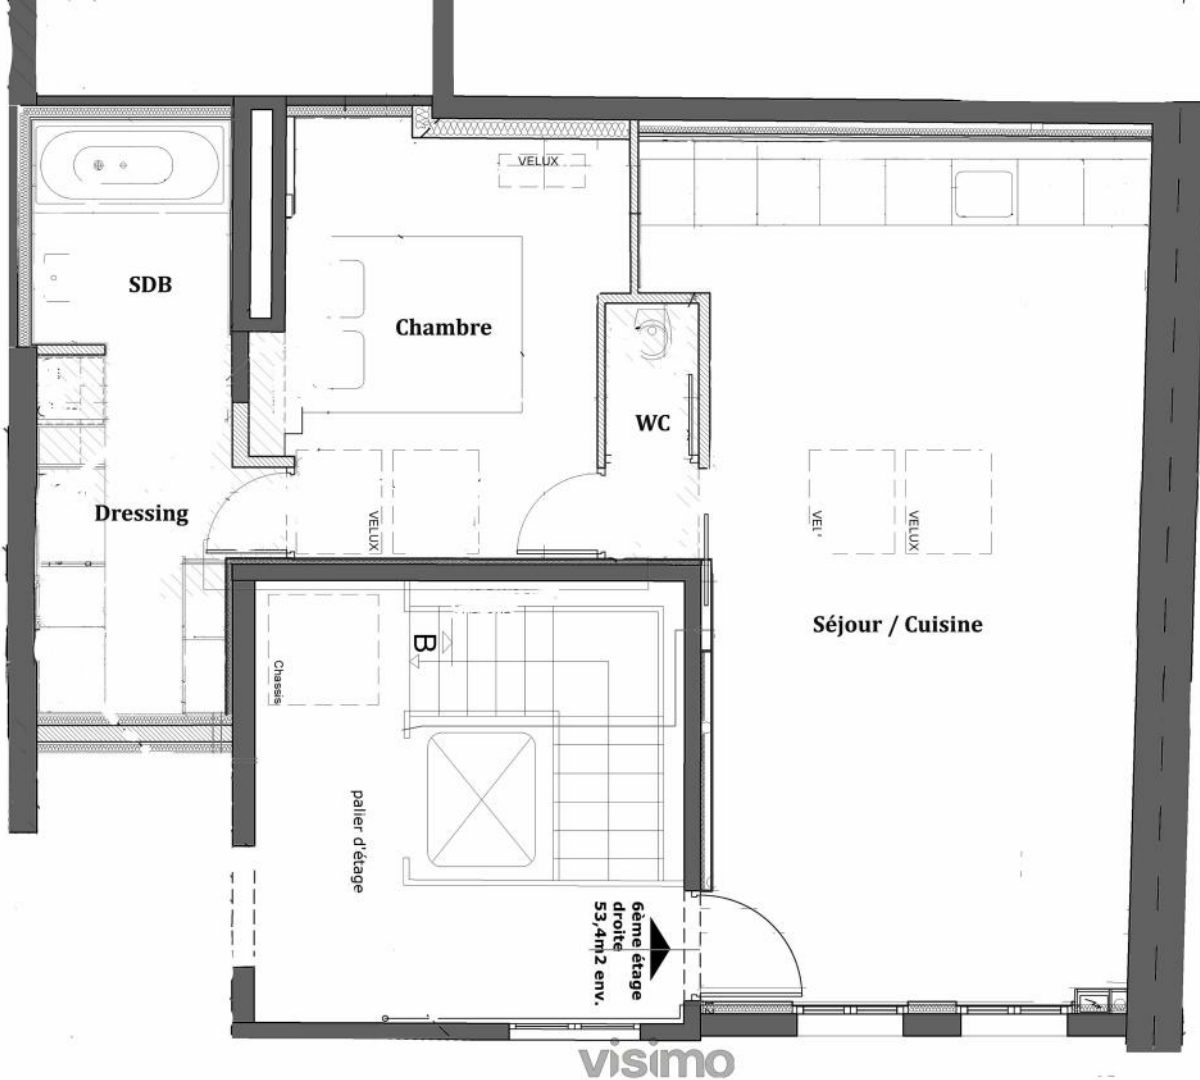 VELUX
SDB
Chambre
WC
VELUX
VEL
VELUX
Dressing
Séjour / Cuisine
B
Chassis
palier d'étage
6ème étage
droite
53,4m2 env.
visimo